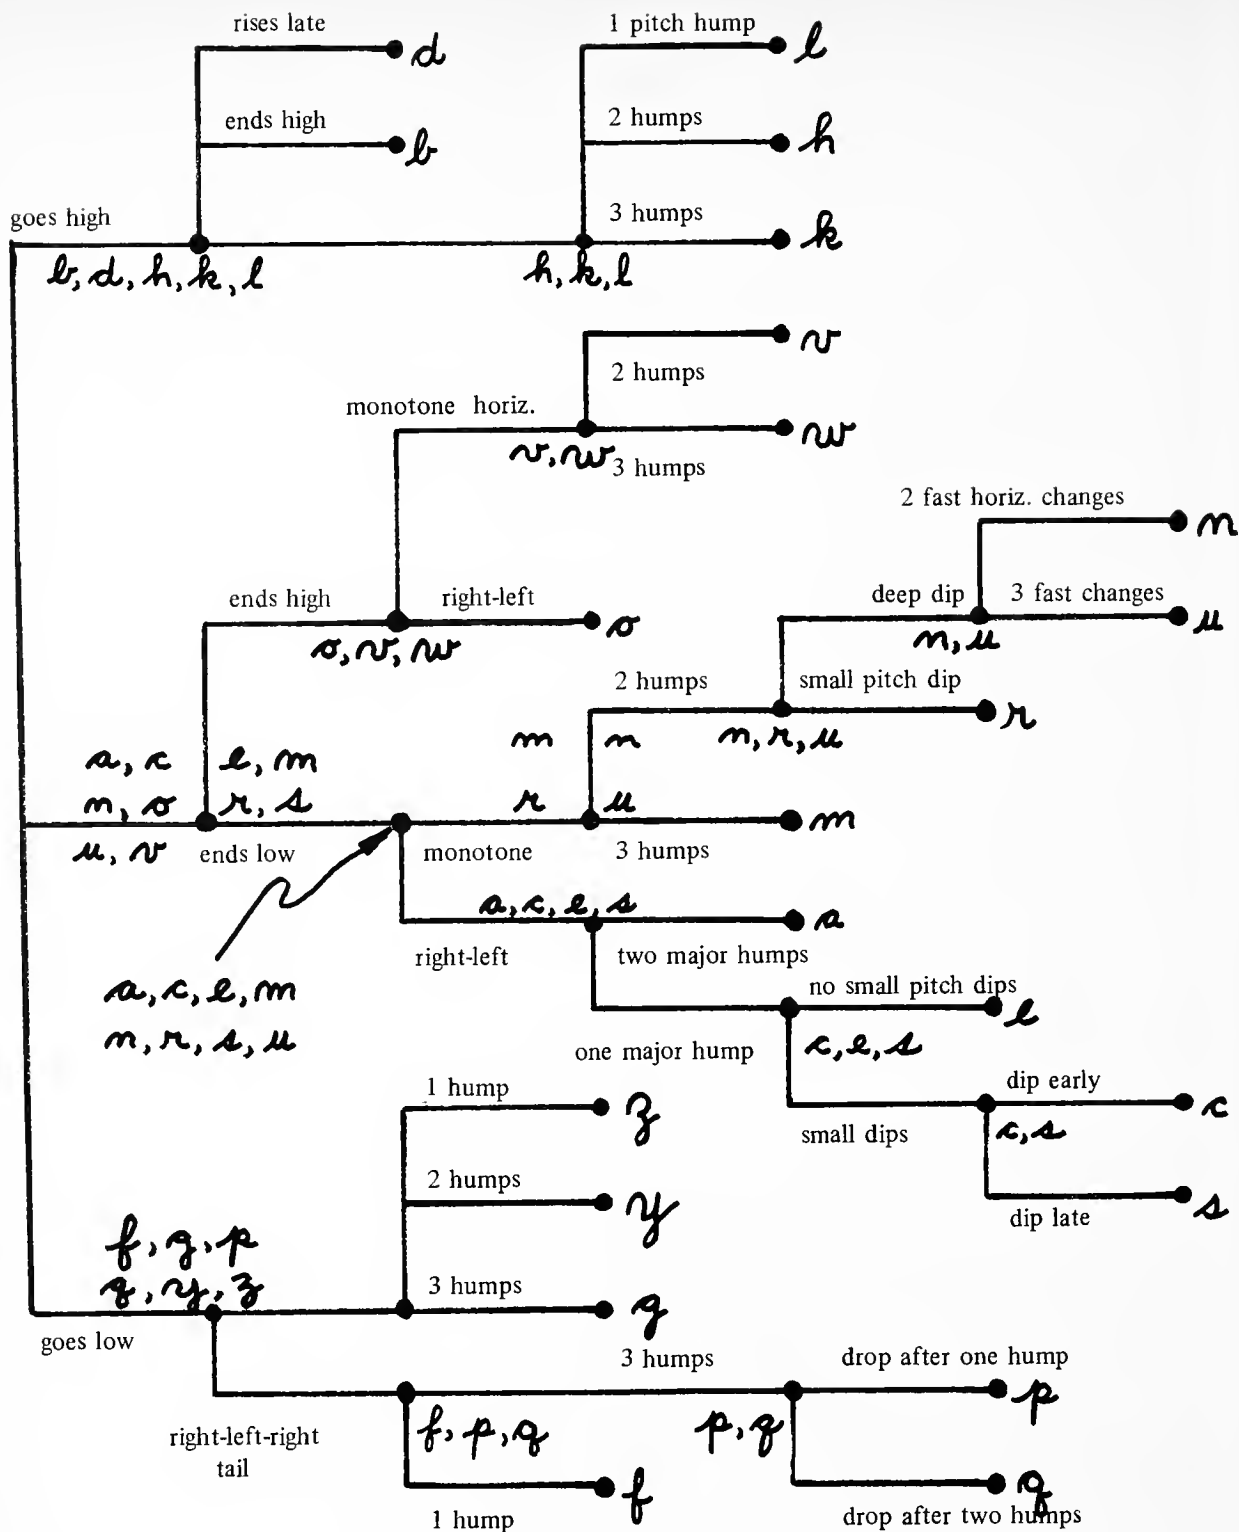 rises late
d
1 pitch hump
l
ends high
b
2 humps
h
goes high
3 humps
k
b, d, h, k, l
h, k, l
v
2 humps
monotone horiz.
v, w
w
3 humps
2 fast horiz. changes
n
ends high
right-left
o
deep dip
3 fast changes
u
o, v, w
n, u
2 humps
small pitch dip
r
m n
n, r, u
a, c e, m
n, o r, s
r u
m
u, v
ends low
monotone
3 humps
a, c, e, s
a
right-left
two major humps
a, c, e, m
n, r, s, u
no small pitch dips
e
one major hump
c, e, s
1 hump
z
dip early
c
small dips
c, s
2 humps
y
dip late
s
f, g, p
q, y, z
3 humps
g
goes low
3 humps
drop after one hump
p
right-left-right
tail
f, p, q
p, q
f
q
1 hump
drop after two humps